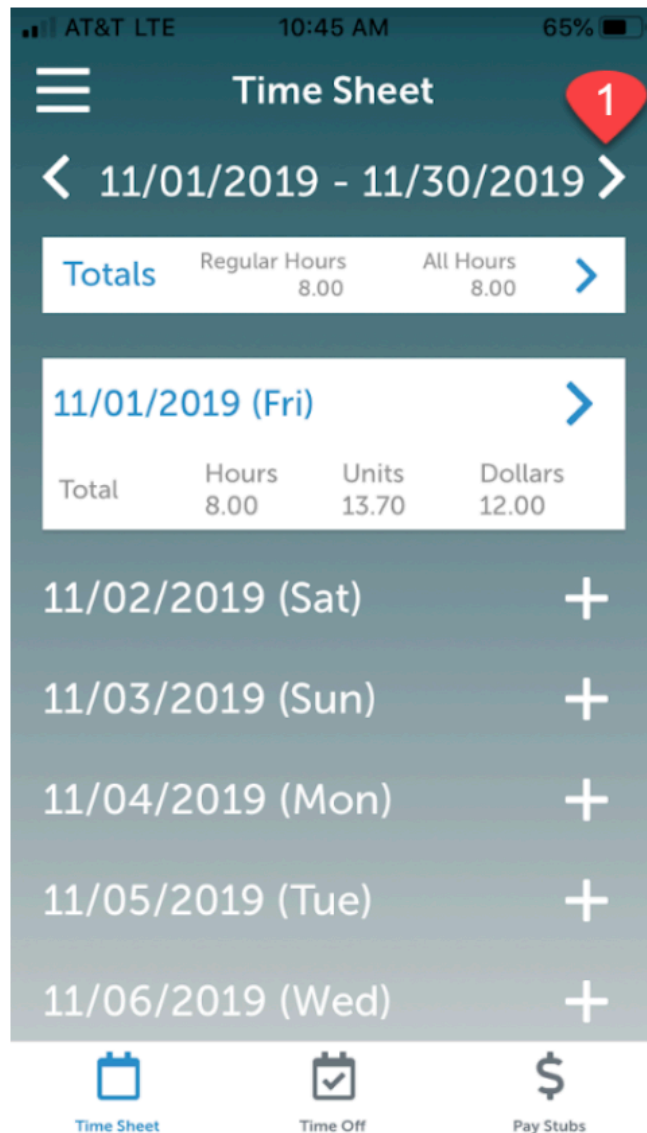 AT&T LTE 10:45 AM 65%
Time Sheet
1
11/01/2019 - 11/30/2019
Totals Regular Hours 8.00 All Hours 8.00
11/01/2019 (Fri)
Total Hours 8.00 Units 13.70 Dollars 12.00
11/02/2019 (Sat)
11/03/2019 (Sun)
11/04/2019 (Mon)
11/05/2019 (Tue)
11/06/2019 (Wed)
Time Sheet Time Off Pay Stubs